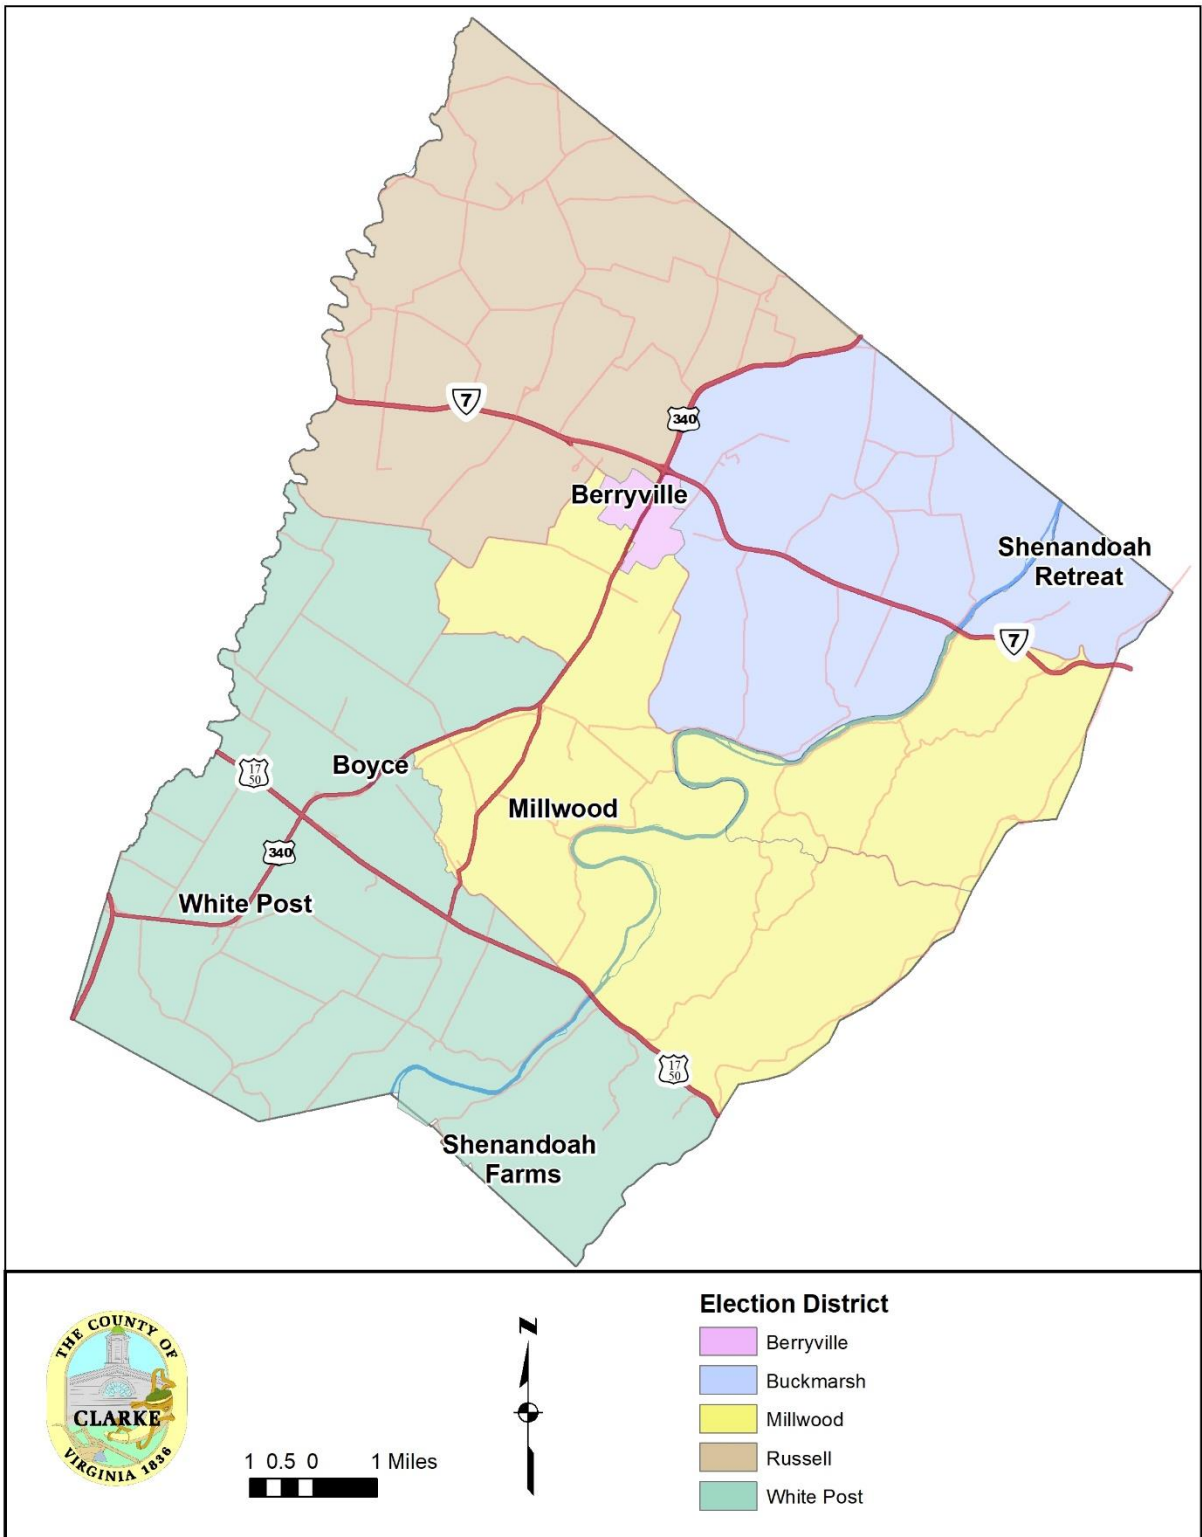 7
340
Berryville
Shenandoah
Retreat
7
17
50
Boyce
Millwood
340
White Post
17
50
Shenandoah
Farms
THE COUNTY OF
CLARKE
VIRGINIA 1836
1 0.5 0 1 Miles
N
Election District
Berryville
Buckmarsh
Millwood
Russell
White Post